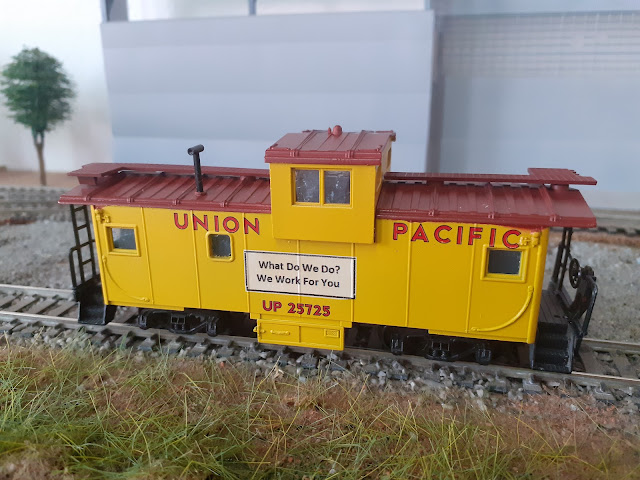 UNION PACIFIC
What Do We Do?
We Work For You
UP 25725